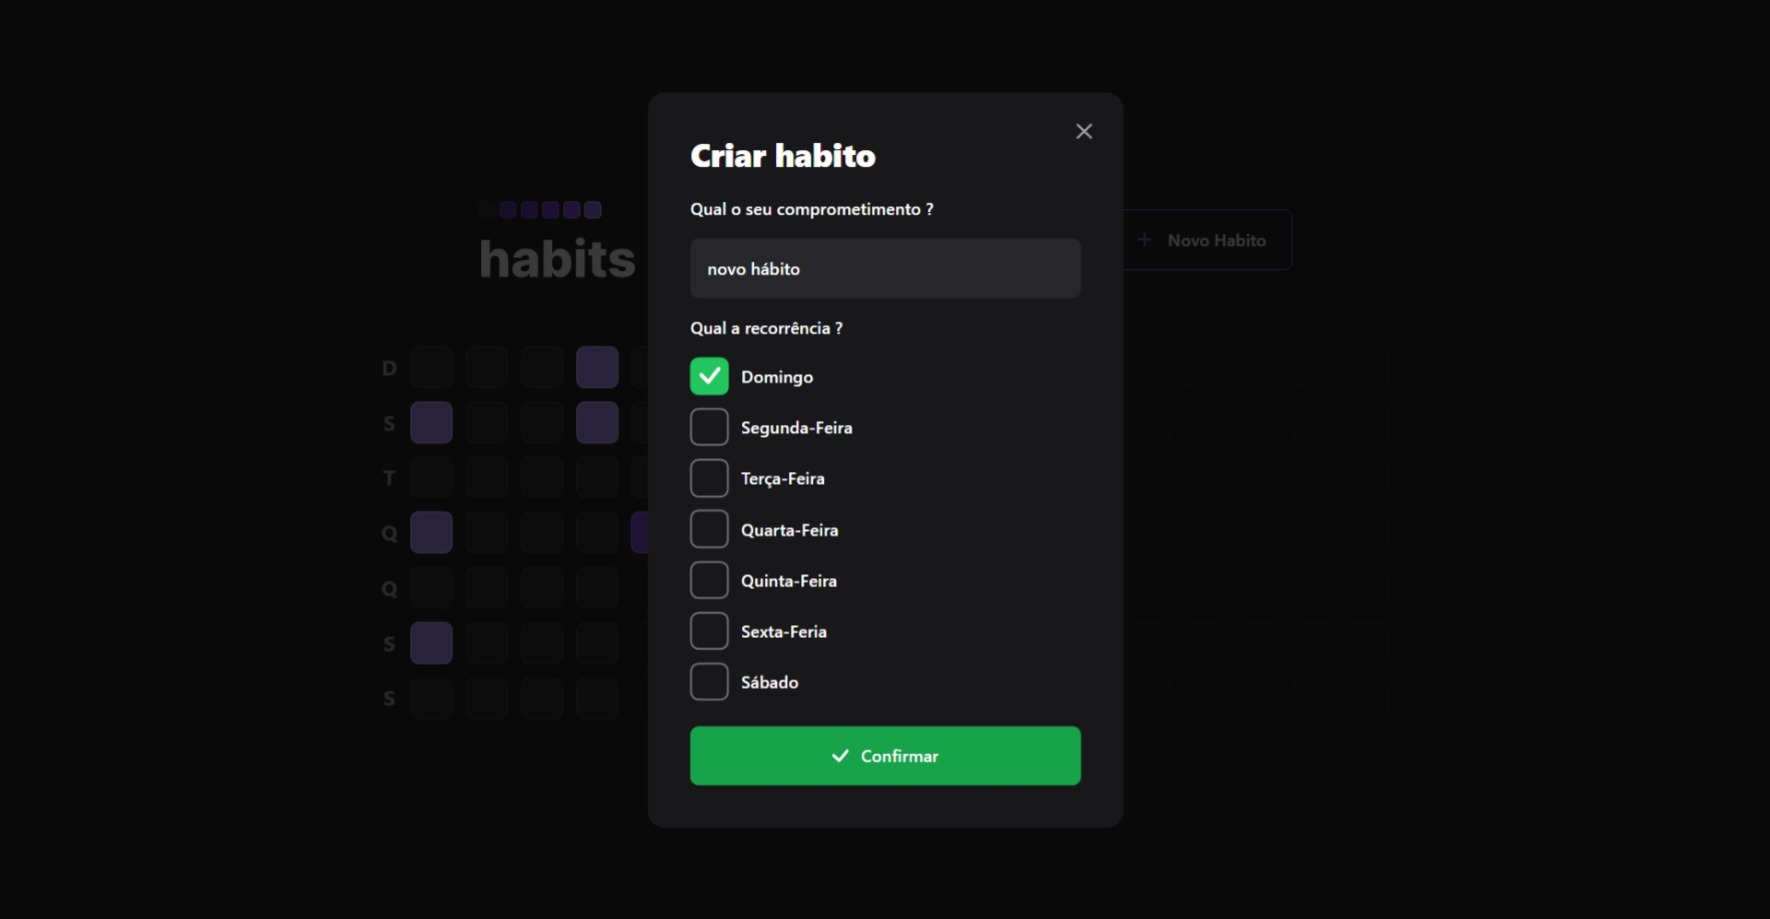 Criar habito
Qual o seu comprometimento ?
novo hábito
Qual a recorrência ?
Domingo
Segunda-Feira
Terça-Feira
Quarta-Feira
Quinta-Feira
Sexta-Feria
Sábado
Confirmar
habits
Novo Habito
D
S
T
Q
Q
S
S